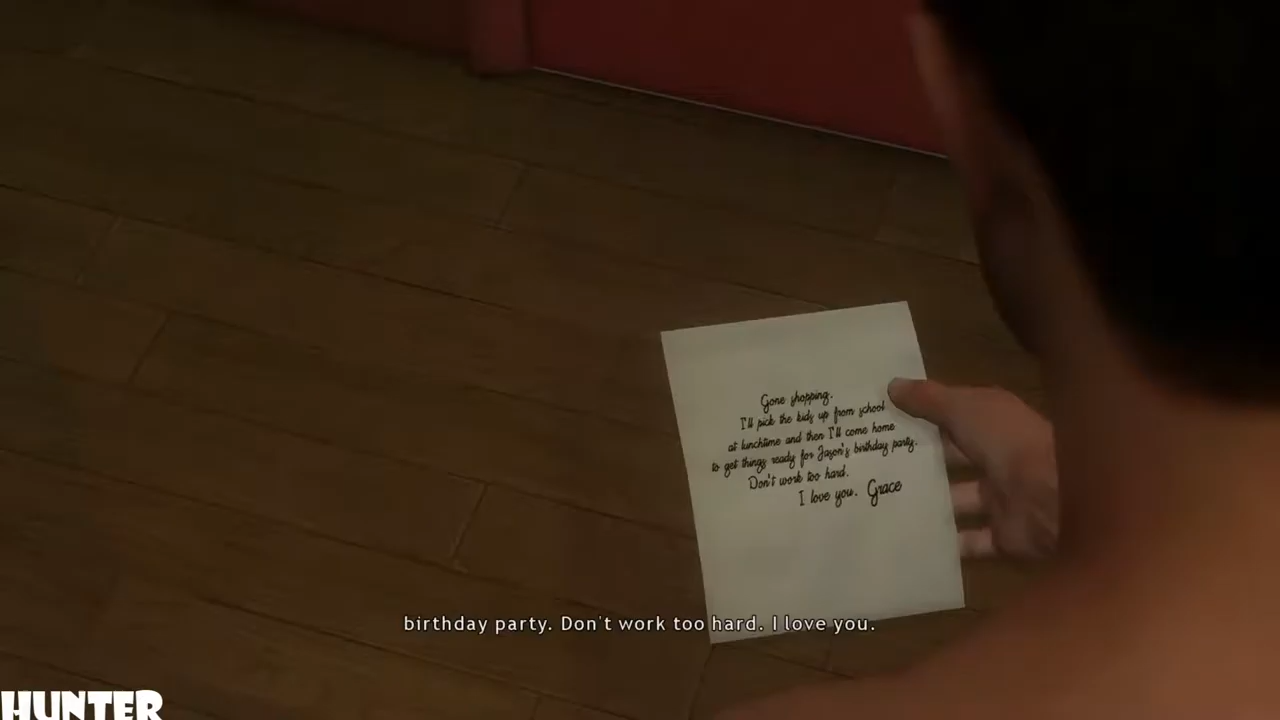 Gone shopping.
I'll pick the kids up from school
at lunchtime and then I'll come home
to get things ready for Jason's birthday party.
Don't work too hard.
I love you. Grace
birthday party. Don't work too hard. I love you.
HUNTER